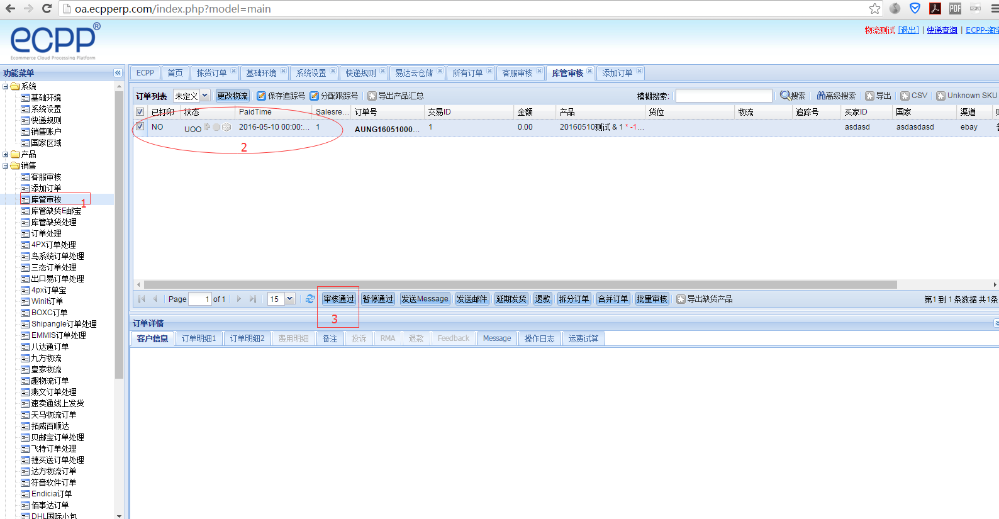 oa.ecpperp.com/index.php?model=main
ecpp®
Ecommerce Cloud Processing Platform
物流测试 [退出] | 快递查询 | ECPP-淘宝
功能菜单
系统
基础环境
系统设置
快递规则
销售账户
国家区域
产品
销售
客服审核
添加订单
库管审核
1
库管缺货E邮宝
库管缺货处理
订单处理
4PX订单处理
鸟系统订单处理
三态订单处理
出口易订单处理
4px订单宝
Winit订单
BOXC订单
Shipangle订单处理
EMMIS订单处理
八达通订单
九方物流
皇家物流
趣物流订单
燕文订单处理
速卖通线上发货
天马物流订单
拓威百顺达
贝邮宝订单处理
飞特订单处理
捷买送订单处理
达方物流订单
符音软件订单
Endicia订单
佰事达订单
DHL国际小包
ECPP 首页 拣货订单 基础环境 系统设置 快递规则 易达云仓储 所有订单 客服审核 库管审核 添加订单
订单列表 未定义 更改物流 保存追踪号 分配跟踪号 导出产品汇总 模糊搜索: 搜索 高级搜索 导出 CSV Unknown SKU
已打印 状态 PaidTime Salesre... 订单号 交易ID 金额 产品 货位 物流 追踪号 买家ID 国家 渠道
NO UOO 2016-05-10 00:00:... 1 AUNG16051000... 1 0.00 20160510测试 & 1 * -1... asdasd asdasdasd ebay
2
Page 1 of 1 15 审核通过 暂停通过 发送Message 发送邮件 延期发货 退款 拆分订单 合并订单 批量审核 导出缺货产品 第1 到 1 条数据 共1条
3
订单详情
客户信息 订单明细1 订单明细2 费用明细 备注 投诉 RMA 退款 Feedback Message 操作日志 运费试算